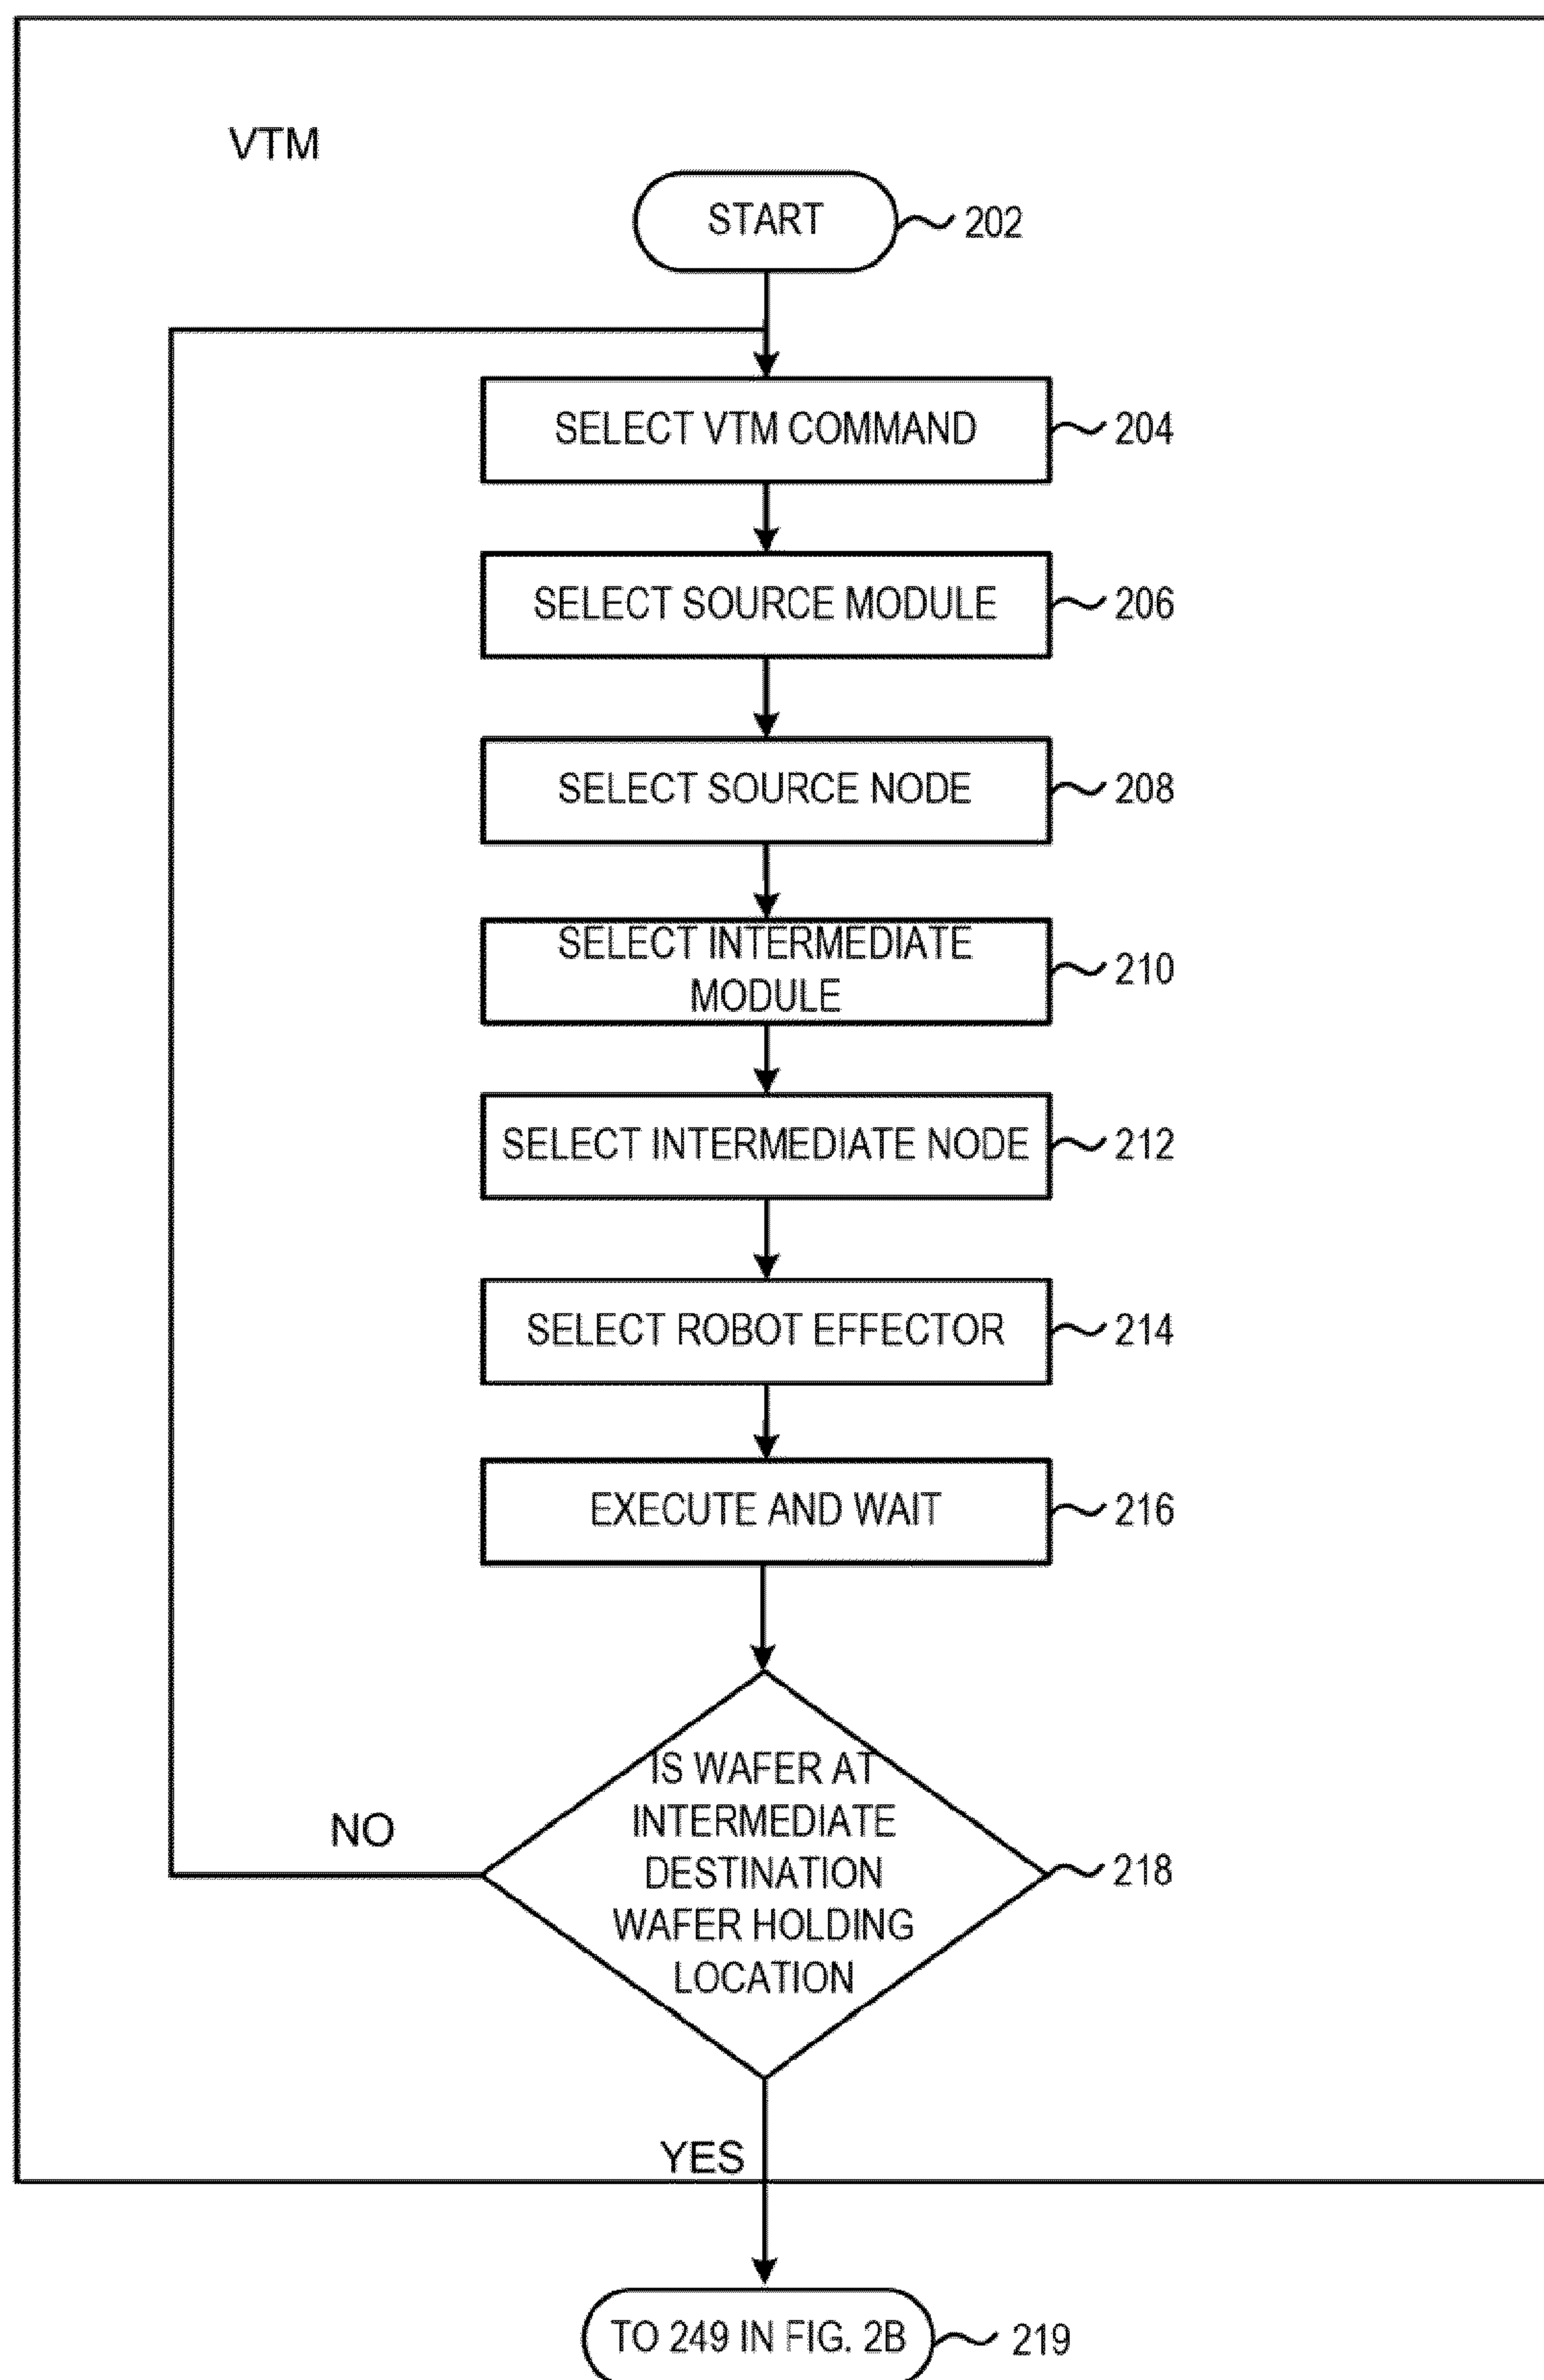 VTM
START
202
SELECT VTM COMMAND
204
SELECT SOURCE MODULE
206
SELECT SOURCE NODE
208
SELECT INTERMEDIATE
MODULE
210
SELECT INTERMEDIATE NODE
212
SELECT ROBOT EFFECTOR
214
EXECUTE AND WAIT
216
IS WAFER AT
INTERMEDIATE
DESTINATION
WAFER HOLDING
LOCATION
218
NO
YES
TO 249 IN FIG. 2B
219